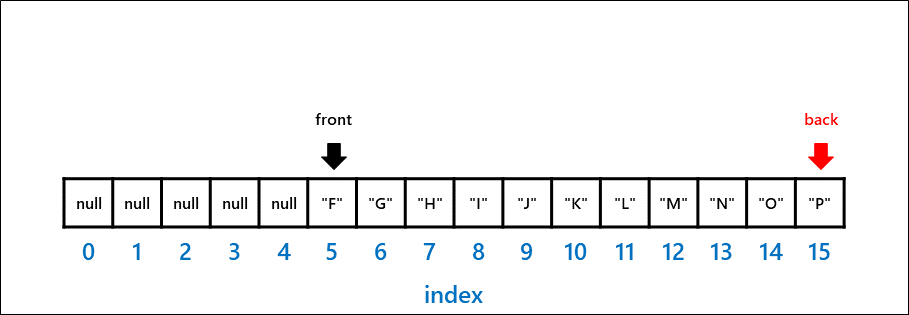 front back
null null null null null "F" "G" "H" "I" "J" "K" "L" "M" "N" "O" "P"
0 1 2 3 4 5 6 7 8 9 10 11 12 13 14 15
index